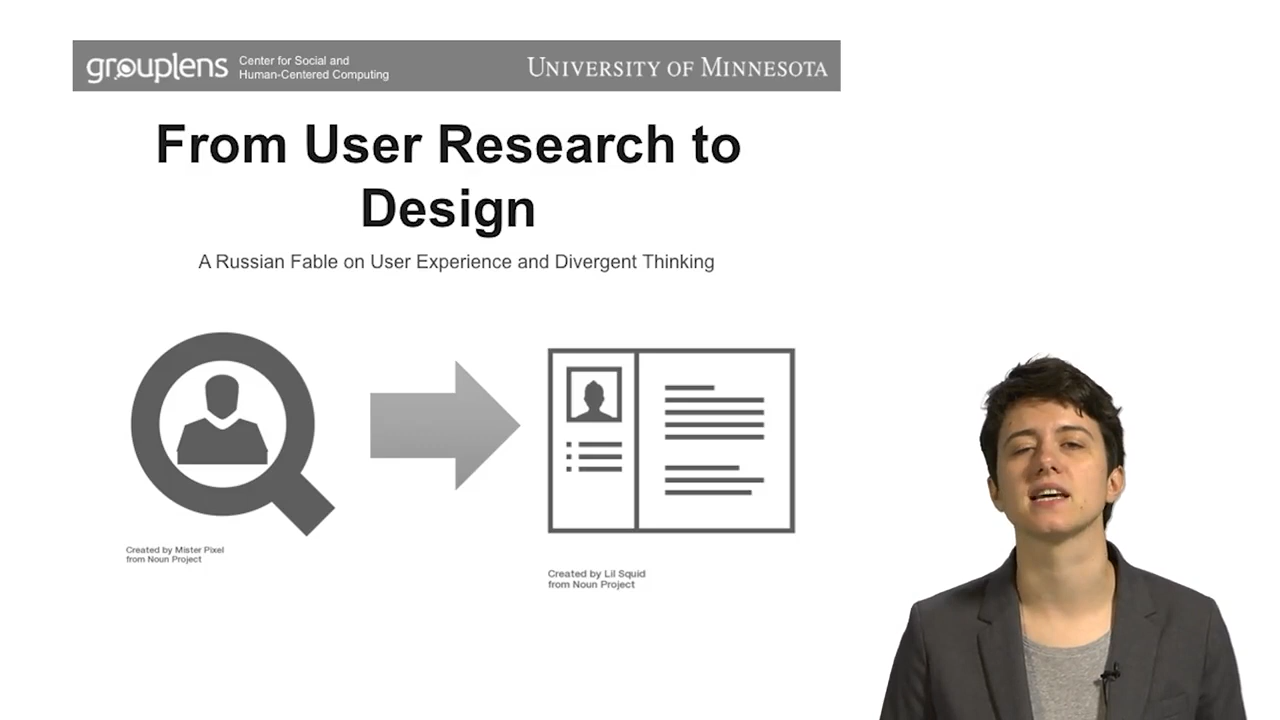 grouplens
Center for Social and
Human-Centered Computing
UNIVERSITY OF MINNESOTA
From User Research to
Design
A Russian Fable on User Experience and Divergent Thinking
Created by Mister Pixel
from Noun Project
Created by Lil Squid
from Noun Project